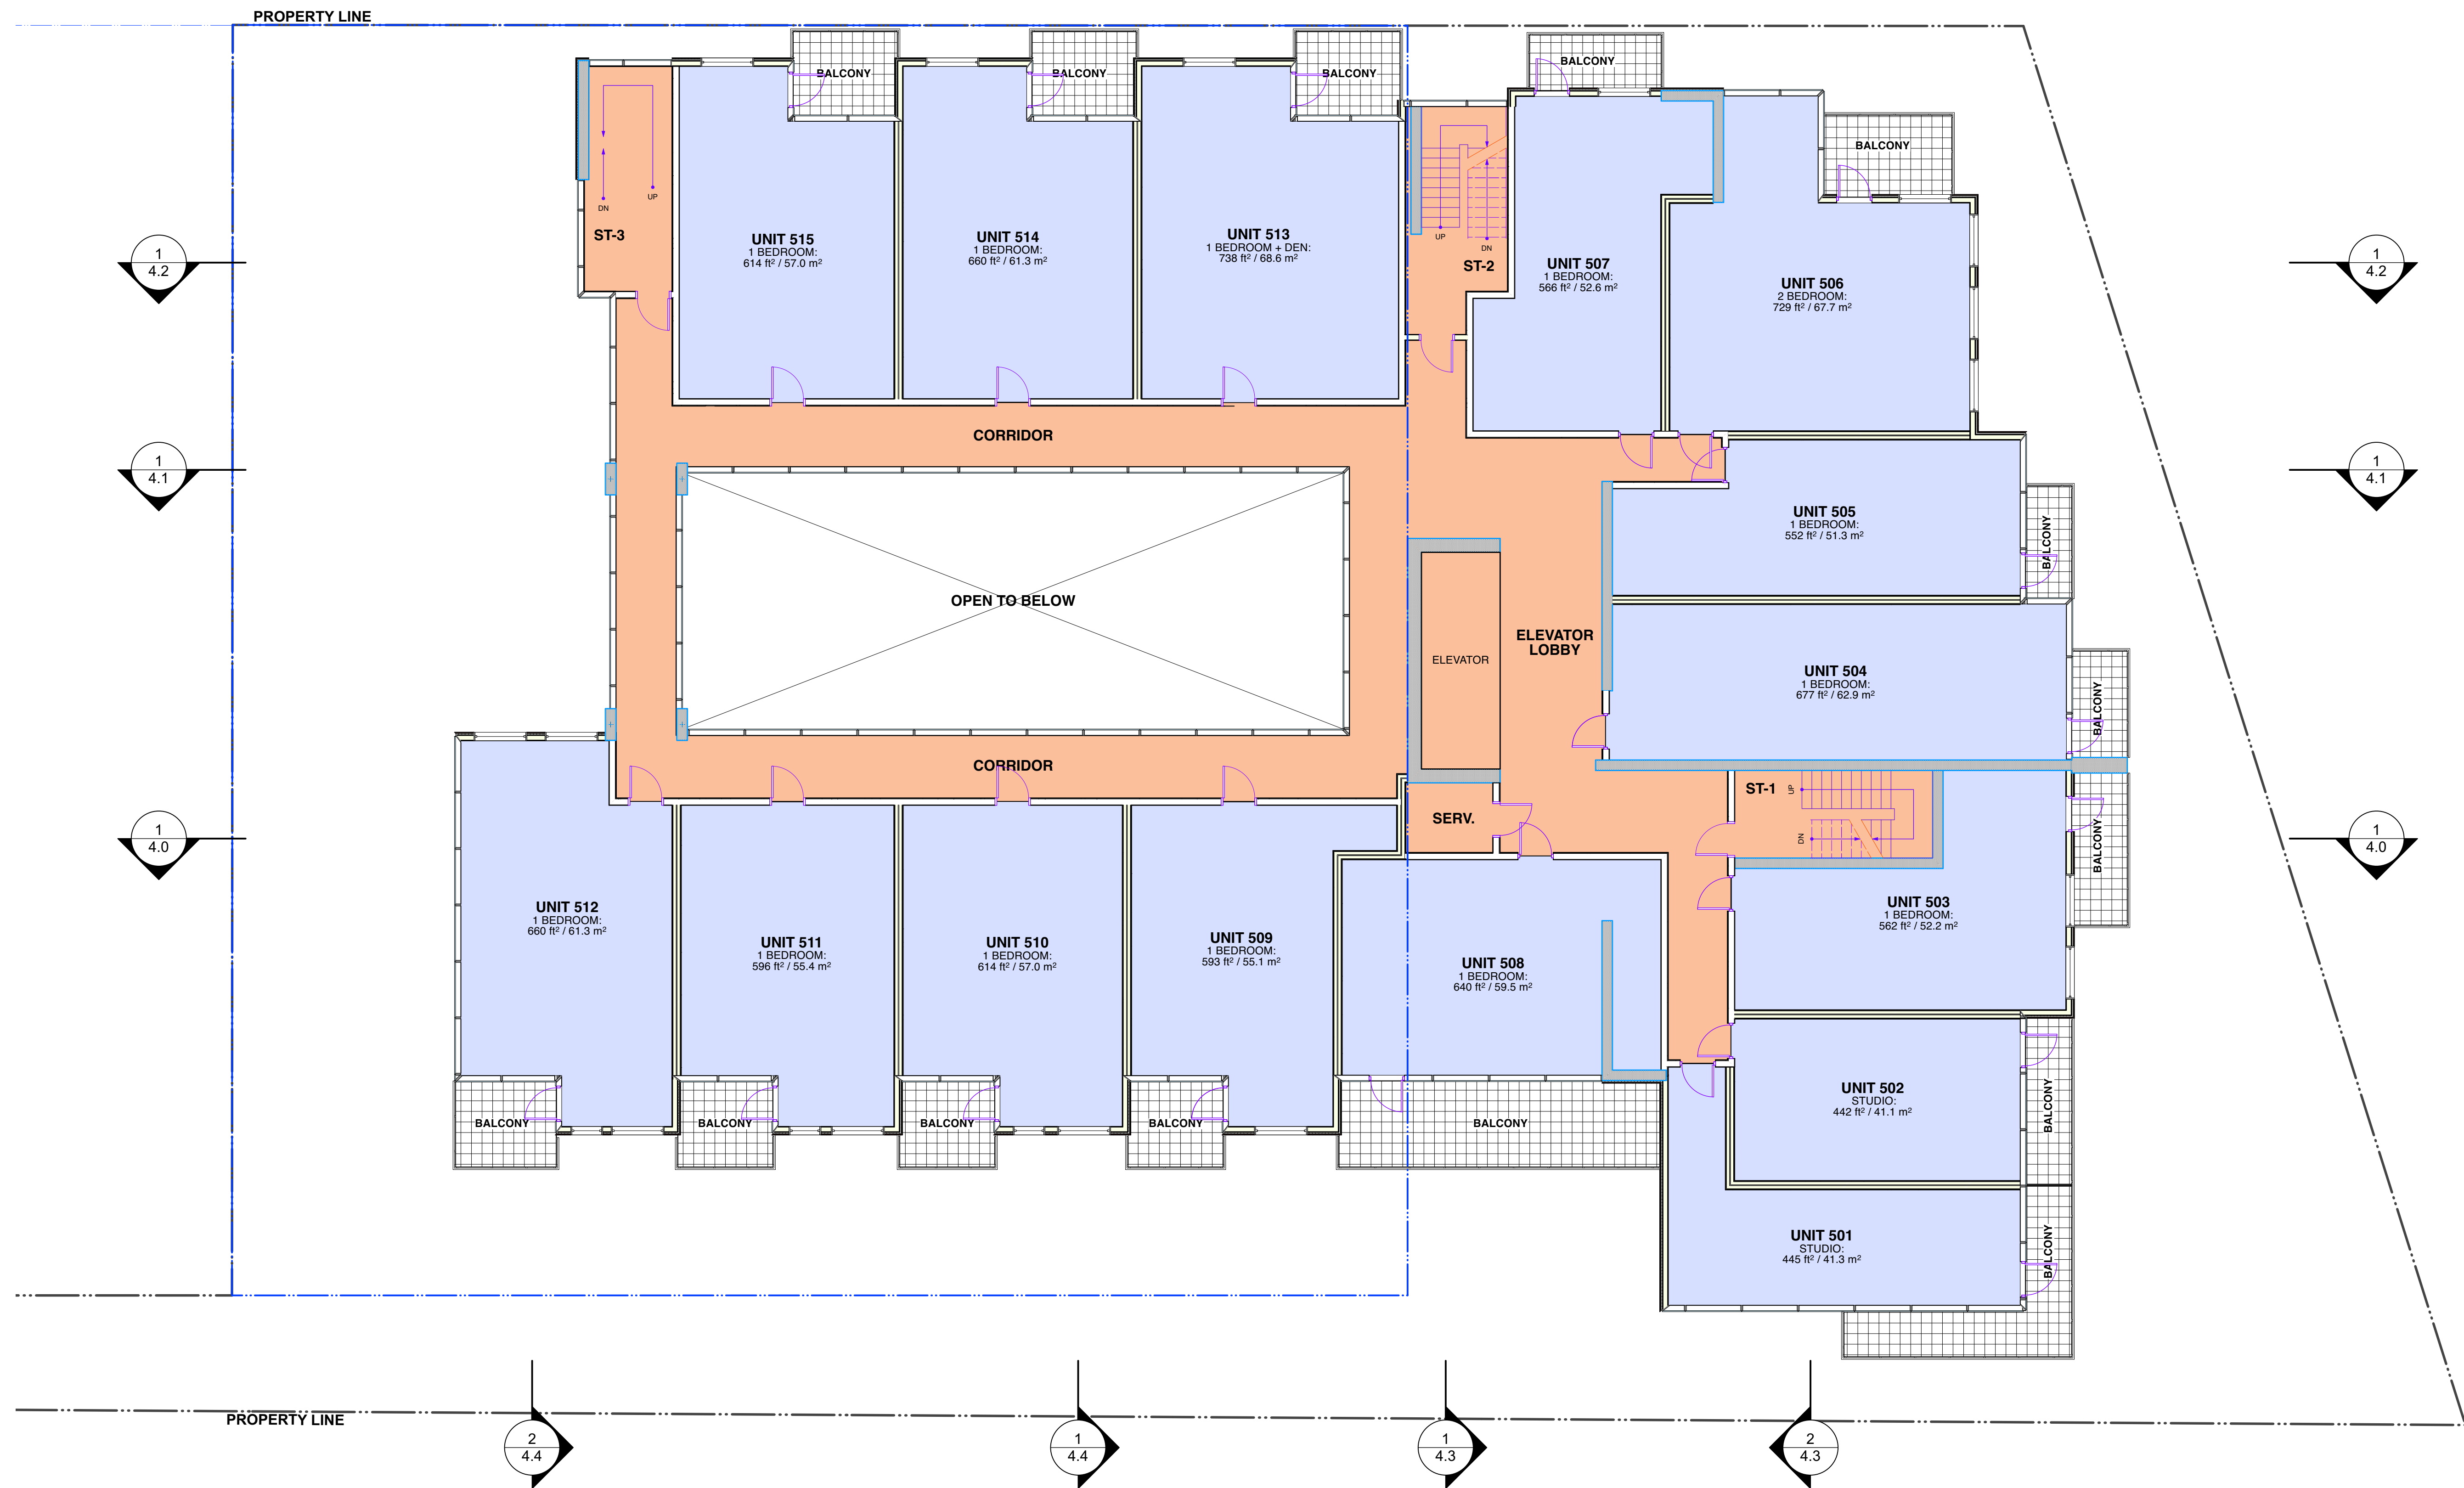 PROPERTY LINE
BALCONY
BALCONY
BALCONY
BALCONY
BALCONY
DN
UP
ST-3
UNIT 515
1 BEDROOM:
614 ft² / 57.0 m²
UNIT 514
1 BEDROOM:
660 ft² / 61.3 m²
UNIT 513
1 BEDROOM + DEN:
738 ft² / 68.6 m²
UP
DN
ST-2
UNIT 507
1 BEDROOM:
566 ft² / 52.6 m²
UNIT 506
2 BEDROOM:
729 ft² / 67.7 m²
1
4.2
1
4.2
CORRIDOR
1
4.1
1
4.1
UNIT 505
1 BEDROOM:
552 ft² / 51.3 m²
BALCONY
OPEN TO BELOW
ELEVATOR
ELEVATOR
LOBBY
UNIT 504
1 BEDROOM:
677 ft² / 62.9 m²
BALCONY
CORRIDOR
SERV.
ST-1
UP
DN
BALCONY
1
4.0
1
4.0
UNIT 512
1 BEDROOM:
660 ft² / 61.3 m²
UNIT 511
1 BEDROOM:
596 ft² / 55.4 m²
UNIT 510
1 BEDROOM:
614 ft² / 57.0 m²
UNIT 509
1 BEDROOM:
593 ft² / 55.1 m²
UNIT 508
1 BEDROOM:
640 ft² / 59.5 m²
UNIT 503
1 BEDROOM:
562 ft² / 52.2 m²
UNIT 502
STUDIO:
442 ft² / 41.1 m²
BALCONY
BALCONY
BALCONY
BALCONY
BALCONY
BALCONY
UNIT 501
STUDIO:
445 ft² / 41.3 m²
BALCONY
PROPERTY LINE
2
4.4
1
4.4
1
4.3
2
4.3